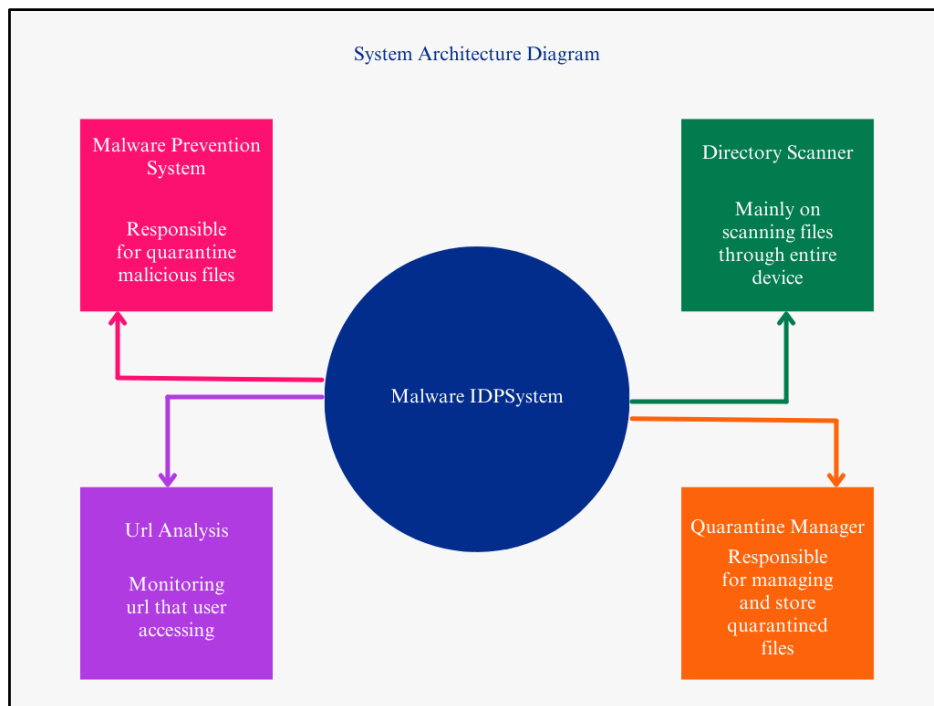 System Architecture Diagram
Malware Prevention
System
Responsible
for quarantine
malicious files
Directory Scanner
Mainly on
scanning files
through entire
device
Malware IDPSystem
Url Analysis
Monitoring
url that user
accessing
Quarantine Manager
Responsible
for managing
and store
quarantined
files